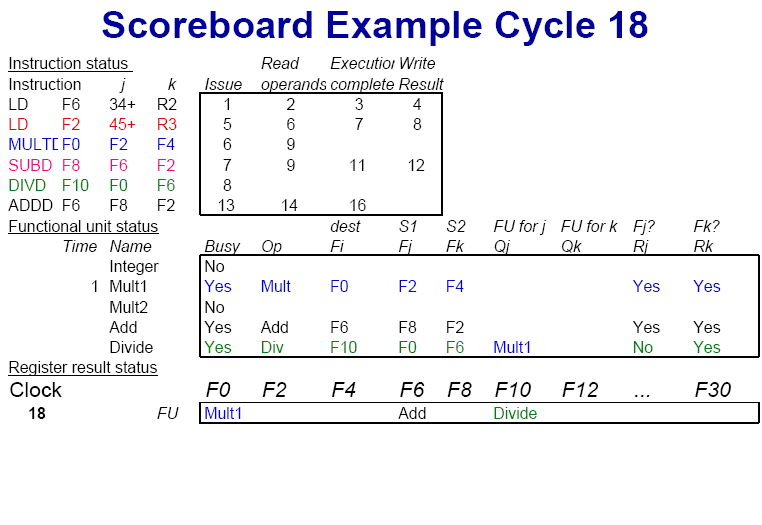 Scoreboard Example Cycle 18
Instruction status Read Execution Write
Instruction j k Issue operands complete Result
LD F6 34+ R2 1 2 3 4
LD F2 45+ R3 5 6 7 8
MULTD F0 F2 F4 6 9
SUBD F8 F6 F2 7 9 11 12
DIVD F10 F0 F6 8
ADDD F6 F8 F2 13 14 16
Functional unit status dest S1 S2 FU for j FU for k Fj? Fk?
Time Name Busy Op Fi Fj Fk Qj Qk Rj Rk
Integer No
1 Mult1 Yes Mult F0 F2 F4 Yes Yes
Mult2 No
Add Yes Add F6 F8 F2 Yes Yes
Divide Yes Div F10 F0 F6 Mult1 No Yes
Register result status
Clock F0 F2 F4 F6 F8 F10 F12 ... F30
18 FU Mult1 Add Divide